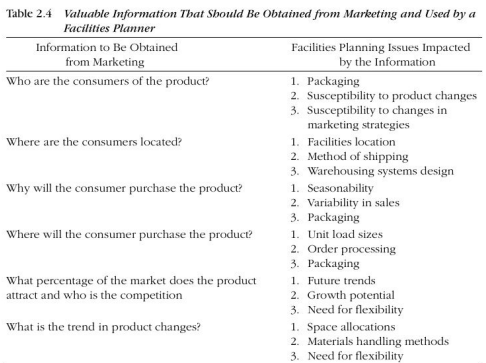 Table 2.4 Valuable Information That Should Be Obtained from Marketing and Used by a
Facilities Planner
Information to Be Obtained
from Marketing
Facilities Planning Issues Impacted
by the Information
Who are the consumers of the product?
1. Packaging
2. Susceptibility to product changes
3. Susceptibility to changes in
marketing strategies
Where are the consumers located?
1. Facilities location
2. Method of shipping
3. Warehousing systems design
Why will the consumer purchase the product?
1. Seasonability
2. Variability in sales
3. Packaging
Where will the consumer purchase the product?
1. Unit load sizes
2. Order processing
3. Packaging
What percentage of the market does the product
attract and who is the competition
1. Future trends
2. Growth potential
3. Need for flexibility
What is the trend in product changes?
1. Space allocations
2. Materials handling methods
3. Need for flexibility